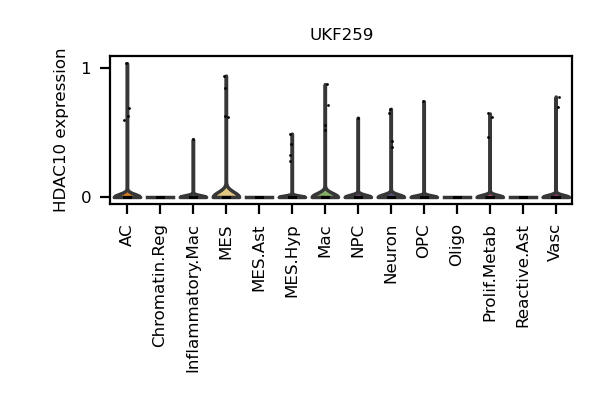 UKF259
HDAC10 expression
1
0
AC
Chromatin.Reg
Inflammatory.Mac
MES
MES.Ast
MES.Hyp
Mac
NPC
Neuron
OPC
Oligo
Prolif.Metab
Reactive.Ast
Vasc